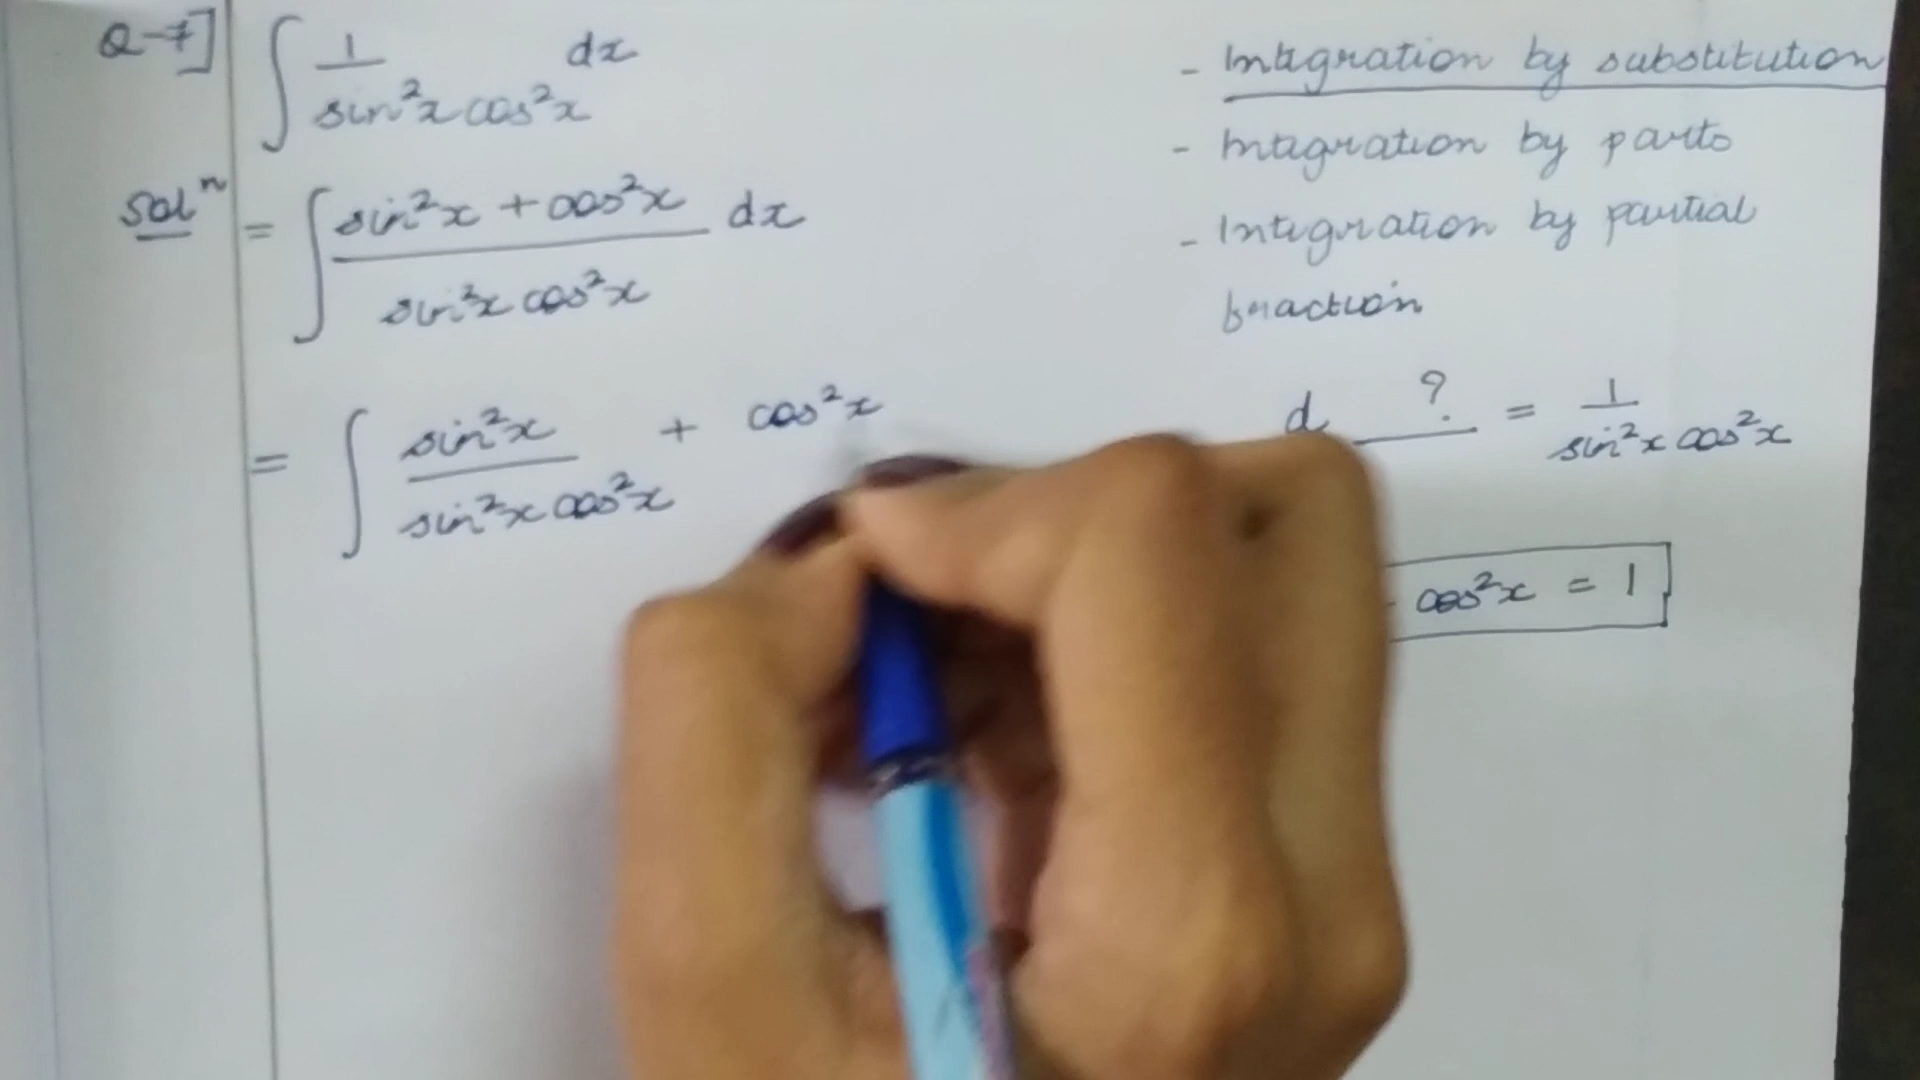 Q-7] ∫ 1 / sin²x cos²x dx
Solⁿ = ∫ sin²x + cos²x / sin²x cos²x dx
= ∫ sin²x / sin²x cos²x + cos²x
- Integration by substitution
- Integration by parts
- Integration by partial
fraction
d ? = 1 / sin²x cos²x
cos²x = 1